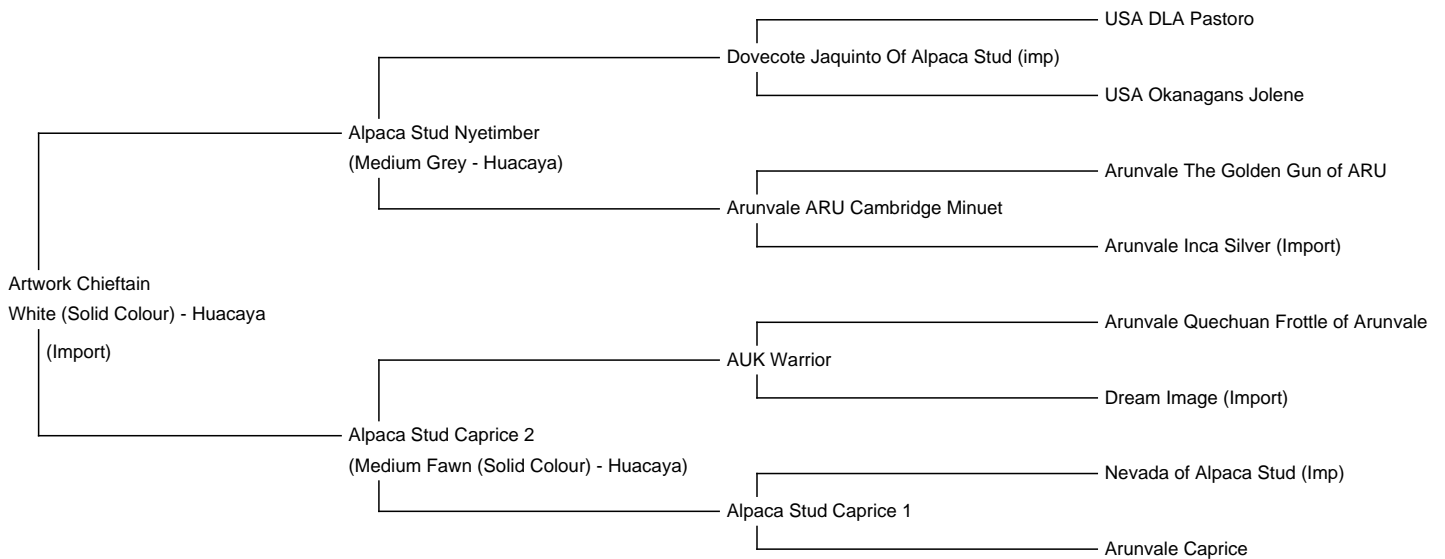 USA DLA Pastoro
Dovecote Jaquinto Of Alpaca Stud (imp)
USA Okanagans Jolene
Alpaca Stud Nyetimber
(Medium Grey - Huacaya)
Arunvale The Golden Gun of ARU
Arunvale ARU Cambridge Minuet
Arunvale Inca Silver (Import)
Artwork Chieftain
White (Solid Colour) - Huacaya
(Import)
Arunvale Quechuan Frottle of Arunvale
AUK Warrior
Dream Image (Import)
Alpaca Stud Caprice 2
(Medium Fawn (Solid Colour) - Huacaya)
Nevada of Alpaca Stud (Imp)
Alpaca Stud Caprice 1
Arunvale Caprice